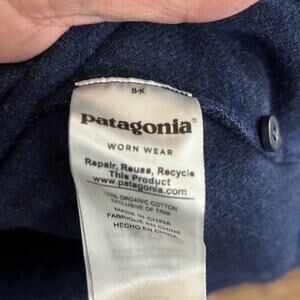 B-K
patagonia®
WORN WEAR
Repair, Reuse, Recycle
This Product
www.patagonia.com
100% ORGANIC COTTON
EXCLUSIVE OF TRIM
MADE IN CHINA
FABRIQUÉ EN CHINE
HECHO EN CHINA